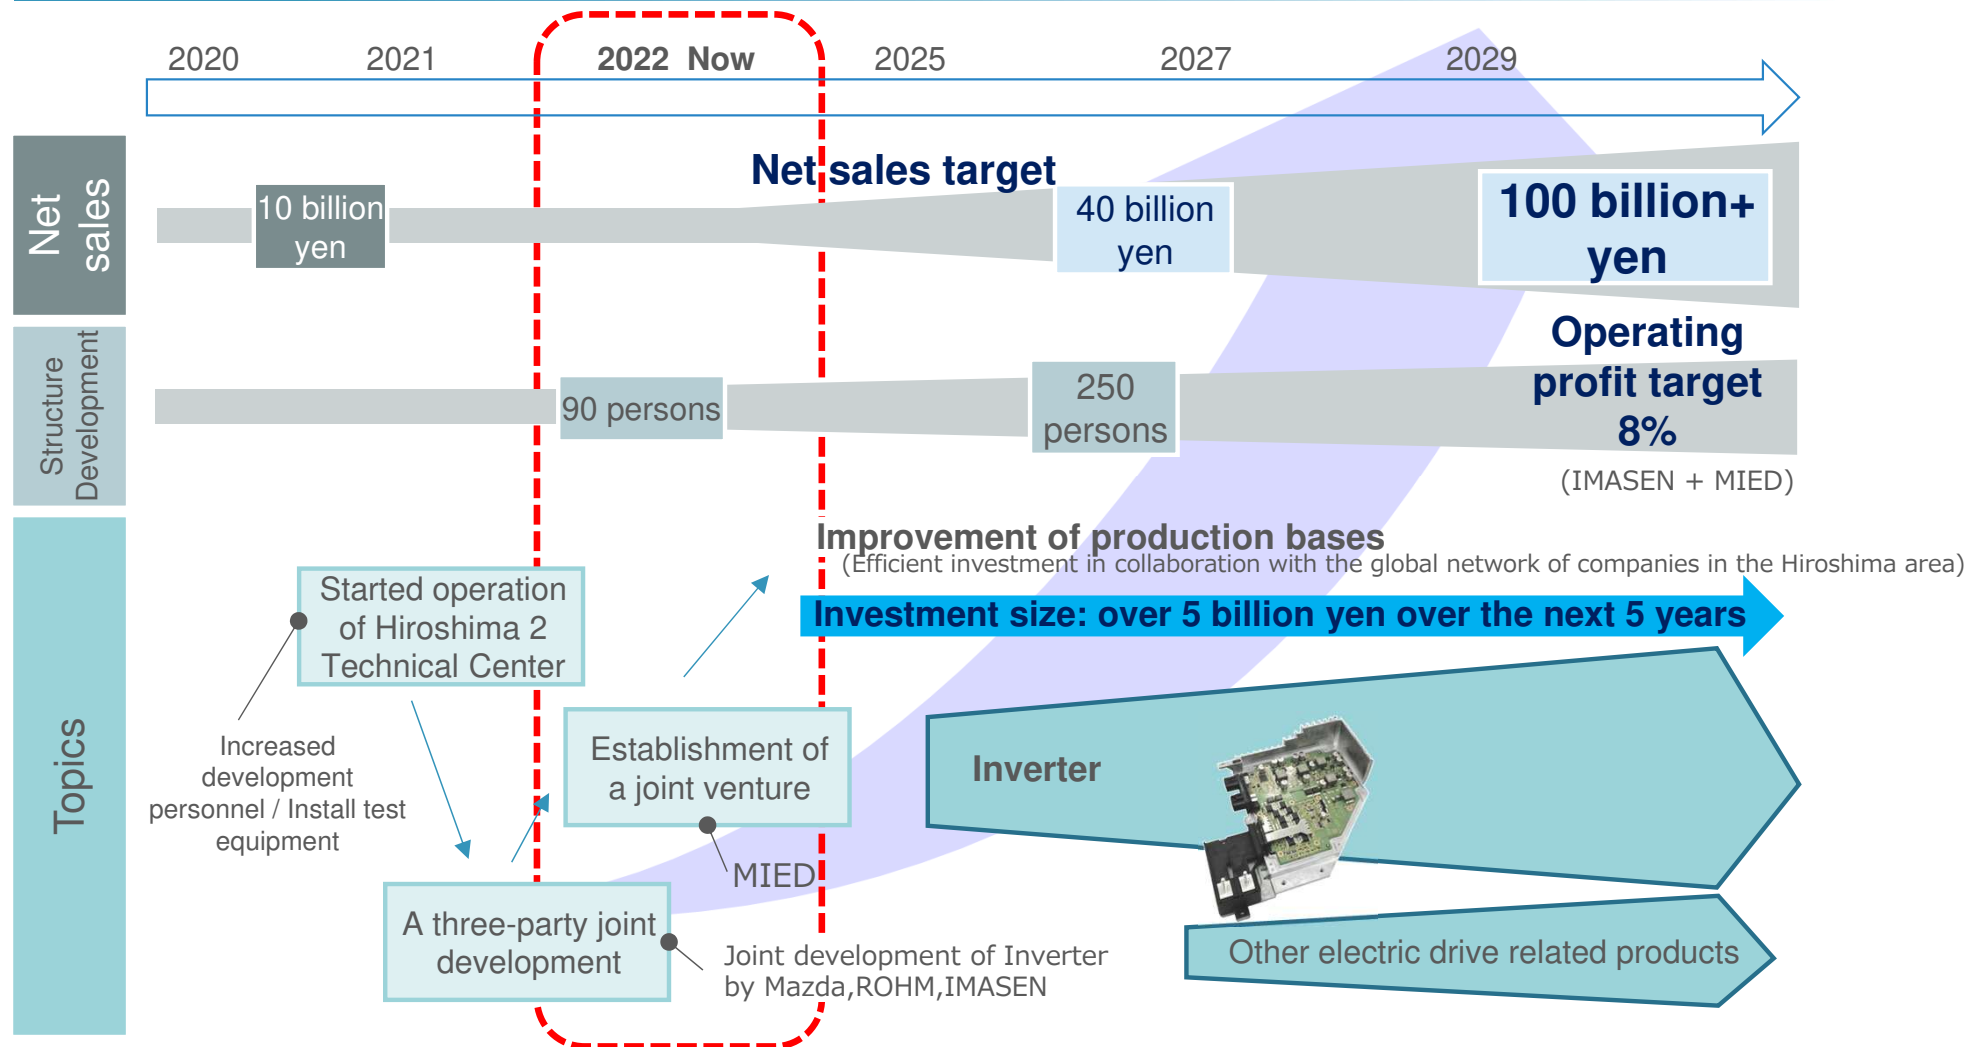 2020
2021
2022 Now
2025
2027
2029
Net
sales
Net sales target
10 billion
yen
40 billion
yen
100 billion+
yen
Structure
Development
90 persons
250
persons
Operating
profit target
8%
(IMASEN + MIED)
Topics
Improvement of production bases
(Efficient investment in collaboration with the global network of companies in the Hiroshima area)
Investment size: over 5 billion yen over the next 5 years
Started operation
of Hiroshima 2
Technical Center
Increased
development
personnel / Install test
equipment
Establishment of
a joint venture
MIED
Inverter
A three-party joint
development
Joint development of Inverter
by Mazda,ROHM,IMASEN
Other electric drive related products